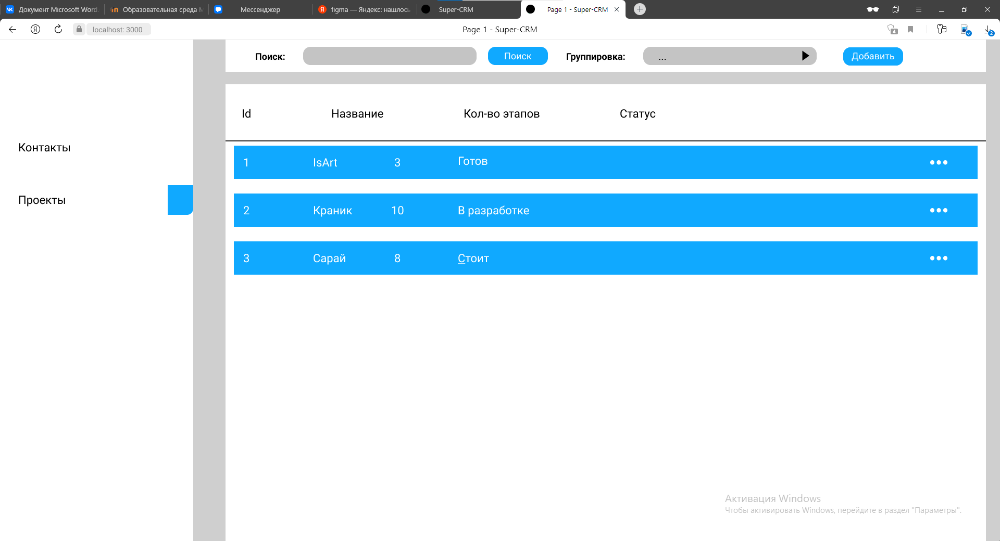 Документ Microsoft Word
Образовательная среда М
Мессенджер
figma — Яндекс: нашлось
Super-CRM
Page 1 - Super-CRM
localhost: 3000
Page 1 - Super-CRM
4
2
Поиск:
Поиск
Группировка:
...
Добавить
Id
Название
Кол-во этапов
Статус
Контакты
Проекты
1 IsArt 3 Готов
2 Краник 10 В разработке
3 Сарай 8 Стоит
Активация Windows
Чтобы активировать Windows, перейдите в раздел "Параметры".